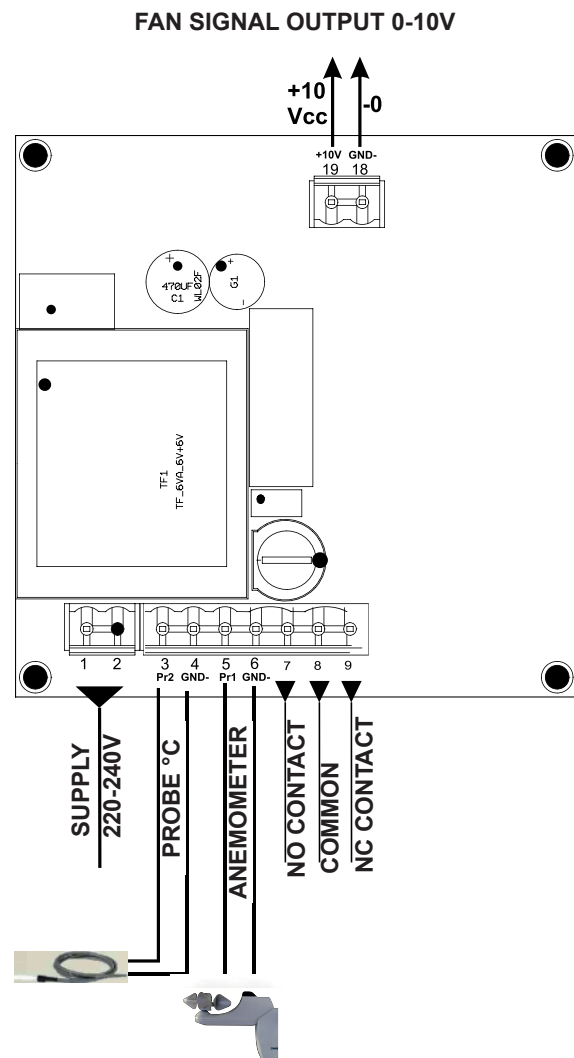 FAN SIGNAL OUTPUT 0-10V
+10
Vcc
-0
+10V GND-
19 18
+
470UF
C1
WL02F
+
G1
-
TF1
TF_6VA_6V+6V
1 2 3 4 5 6 7 8 9
Pr2 GND- Pr1 GND-
SUPPLY
220-240V
PROBE °C
ANEMOMETER
NO CONTACT
COMMON
NC CONTACT